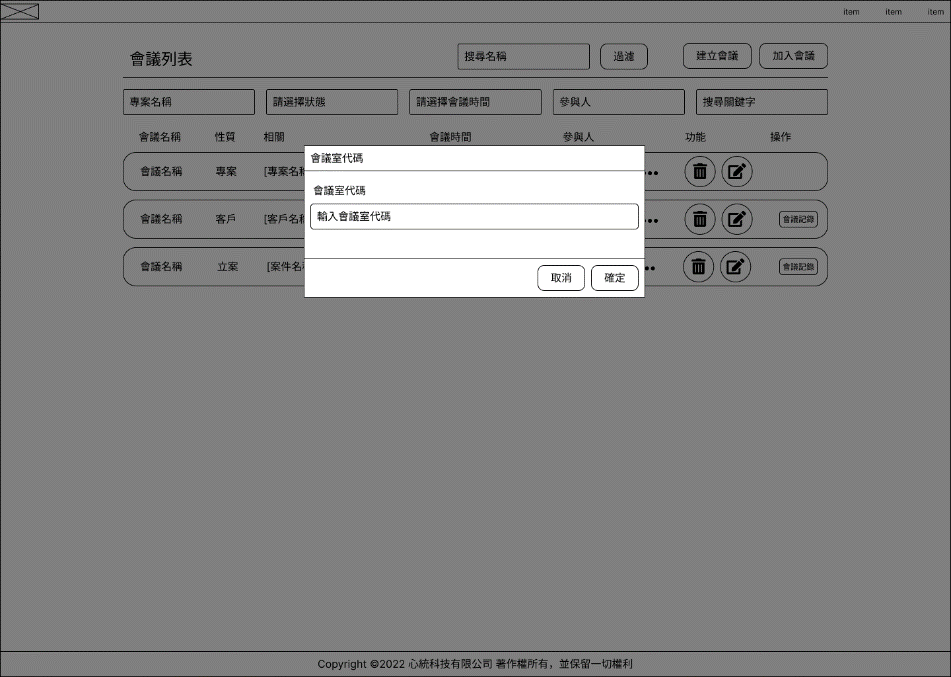 item item item
會議列表 搜尋名稱 過濾 建立會議 加入會議
專案名稱 請選擇狀態 請選擇會議時間 參與人 搜尋關鍵字
會議名稱 性質 相關 會議時間 參與人 功能 操作
會議室代碼
會議名稱 專案 [專案名稱
會議室代碼
輸入會議室代碼
會議名稱 客戶 [客戶名稱 會議記錄
會議名稱 立案 [案件名稱 會議記錄
取消 確定
Copyright ©2022 心統科技有限公司 著作權所有，並保留一切權利